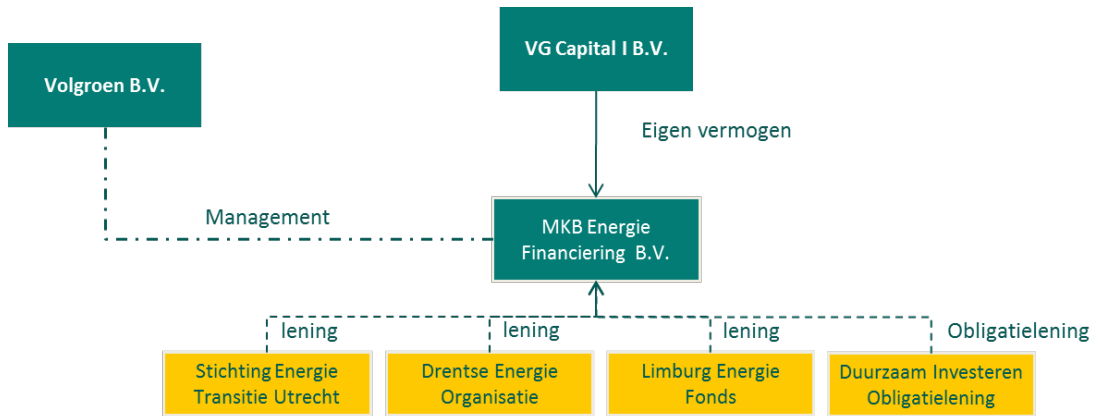 VG Capital I B.V.
Volgroen B.V.
Eigen vermogen
Management
MKB Energie
Financiering B.V.
lening
lening
lening
Obligatielening
Stichting Energie
Transitie Utrecht
Drentse Energie
Organisatie
Limburg Energie
Fonds
Duurzaam Investeren
Obligatielening